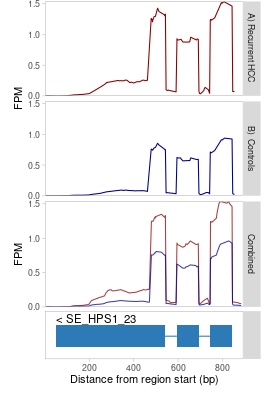 1.5
1.0
0.5
0.0
FPM
A) Recurrent HCC
1.5
1.0
0.5
0.0
B) Controls
1.5
1.0
0.5
0.0
FPM
Combined
< SE_HPS1_23
200 400 600 800
Distance from region start (bp)